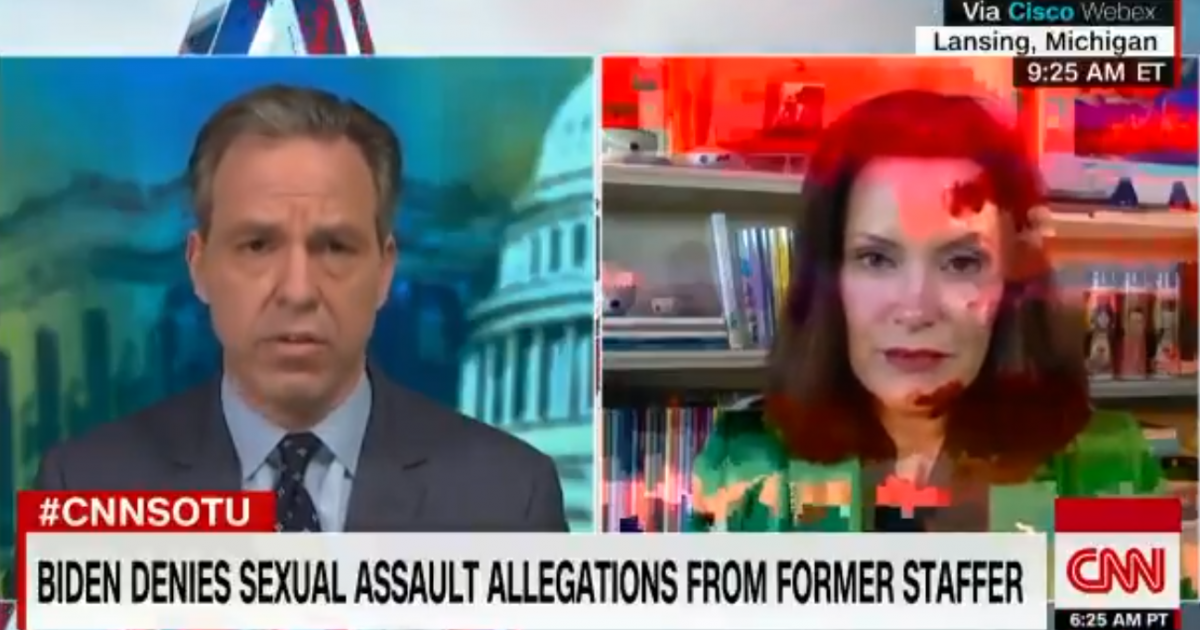 Via Cisco Webex
Lansing, Michigan
9:25 AM ET
#CNNSOTU
BIDEN DENIES SEXUAL ASSAULT ALLEGATIONS FROM FORMER STAFFER
CNN
6:25 AM PT